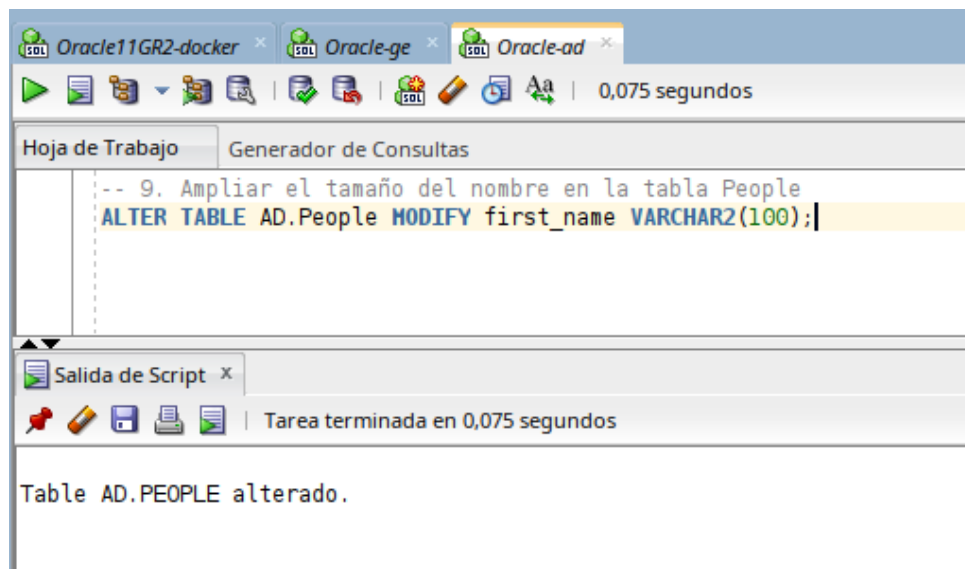 Oracle11GR2-docker × Oracle-ge × Oracle-ad ×
0,075 segundos
Hoja de Trabajo Generador de Consultas
-- 9. Ampliar el tamaño del nombre en la tabla People
ALTER TABLE AD.People MODIFY first_name VARCHAR2(100);
Salida de Script x
Tarea terminada en 0,075 segundos
Table AD.PEOPLE alterado.